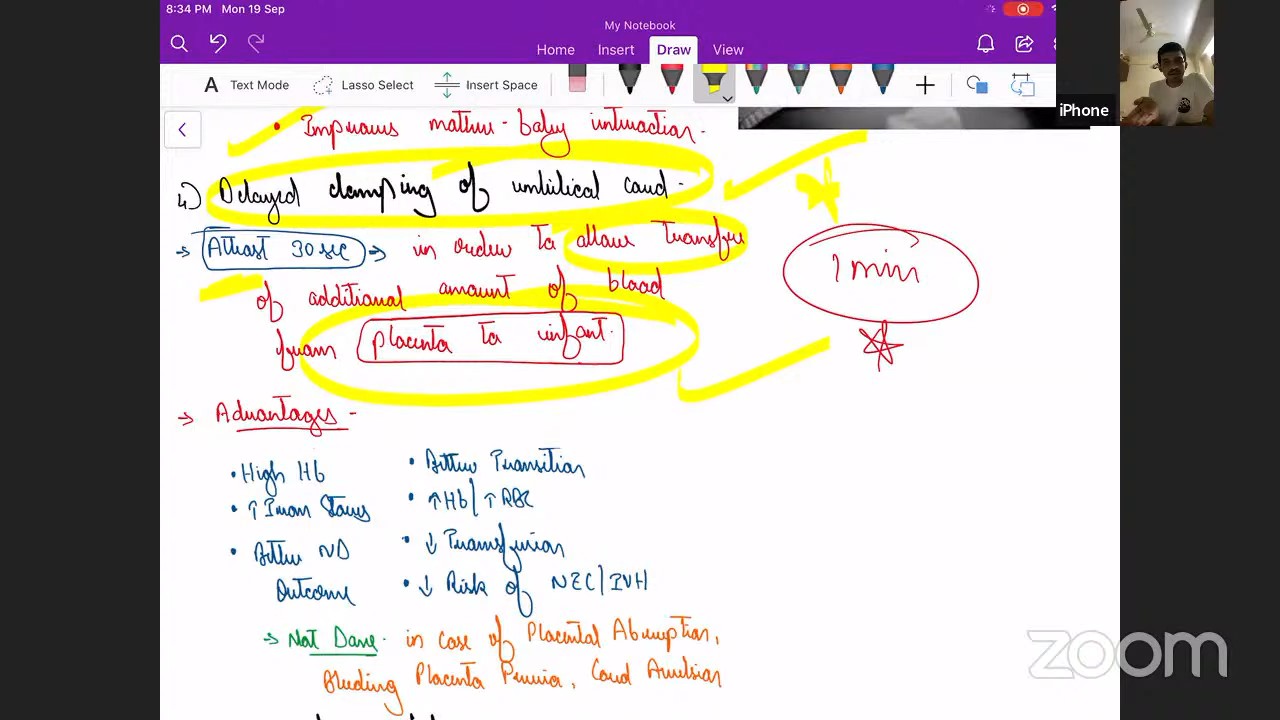 8:34 PM Mon 19 Sep
My Notebook
Home Insert Draw View
Text Mode Lasso Select Insert Space
iPhone
• Improves mother-baby interaction.
4) Delayed clamping of umbilical cord.
→ Atleast 30 sec → in order to allow transfer
of additional amount of blood
from placenta to infant.
1 min
→ Advantages -
• High Hb
• ↑ Iron Stores
• Better ND
Outcome
• Better Transition
• ↑Hb/↑RBC
• ↓ Transfusion
• ↓ Risk of NEC/IVH
→ Not Done - in case of Placental Abruption,
Bleeding Placenta Previa, Cord Avulsion
zoom